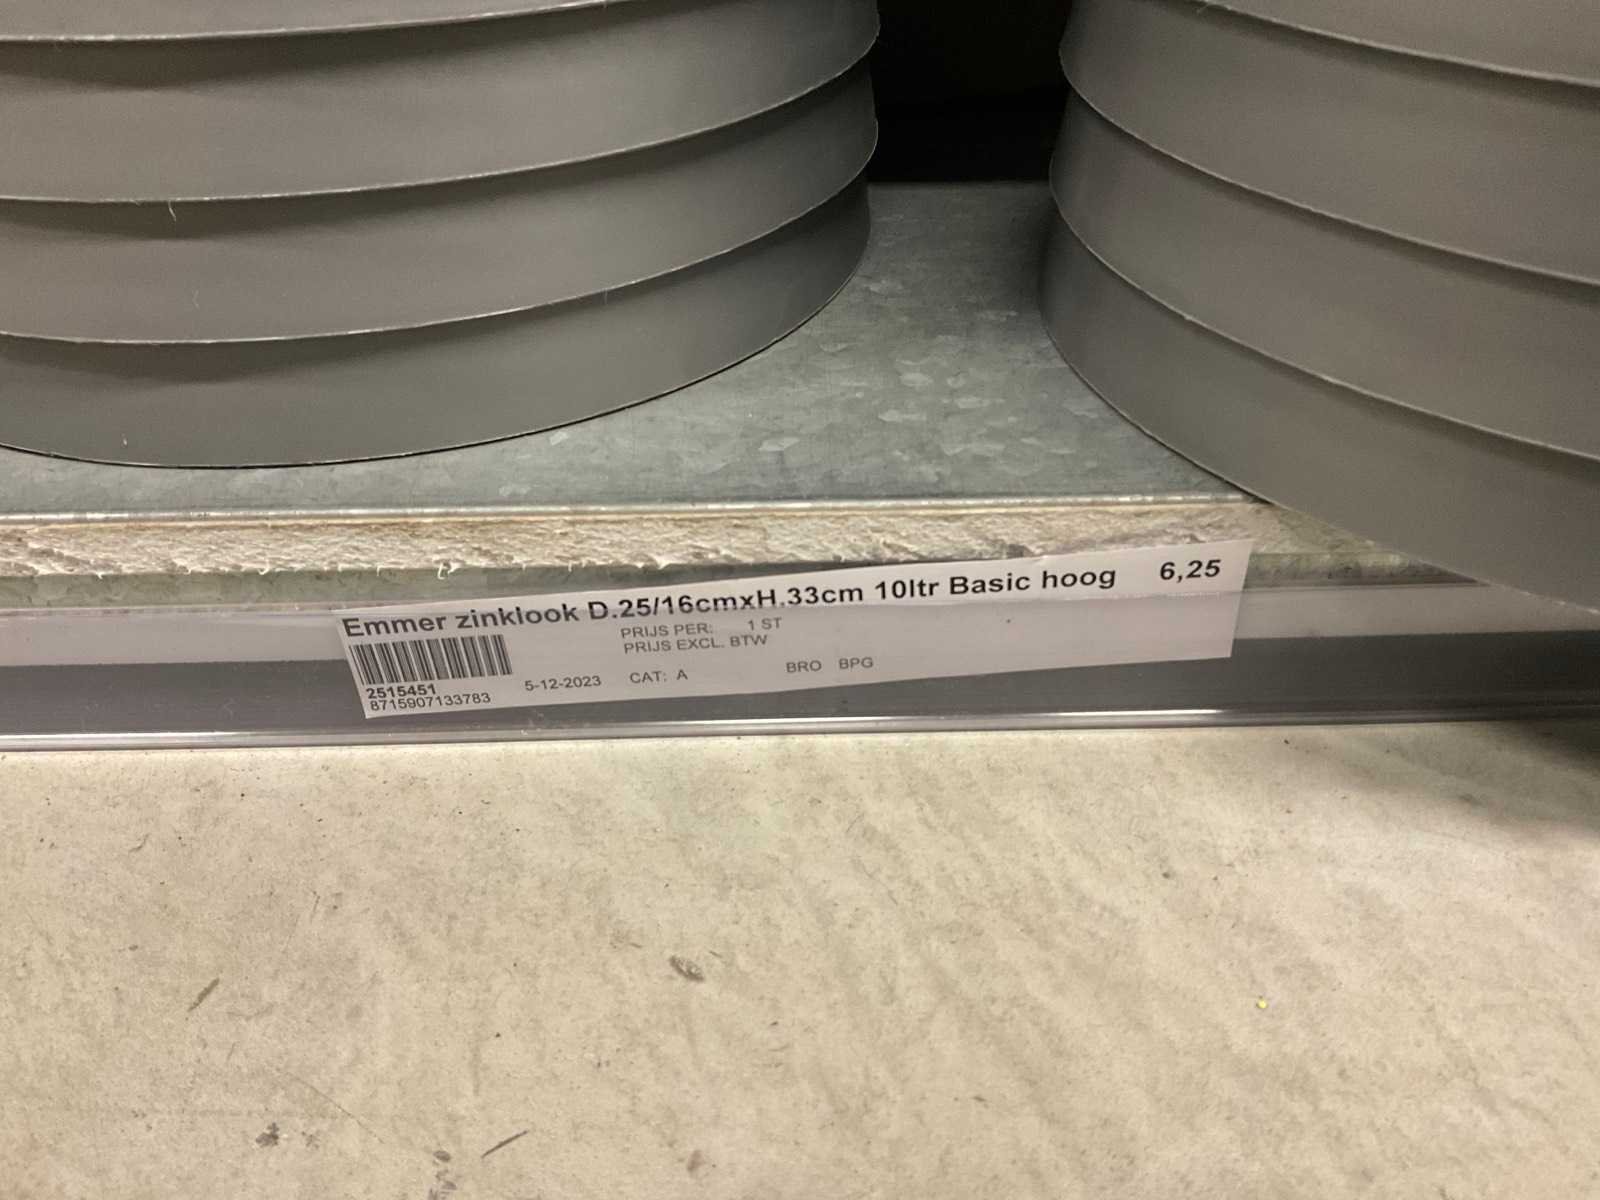 Emmer zinklook D.25/16cmxH.33cm 10ltr Basic hoog 6,25
PRIJS PER: 1 ST
PRIJS EXCL. BTW
2515451 5-12-2023 CAT: A BRO BPG
8715907133783